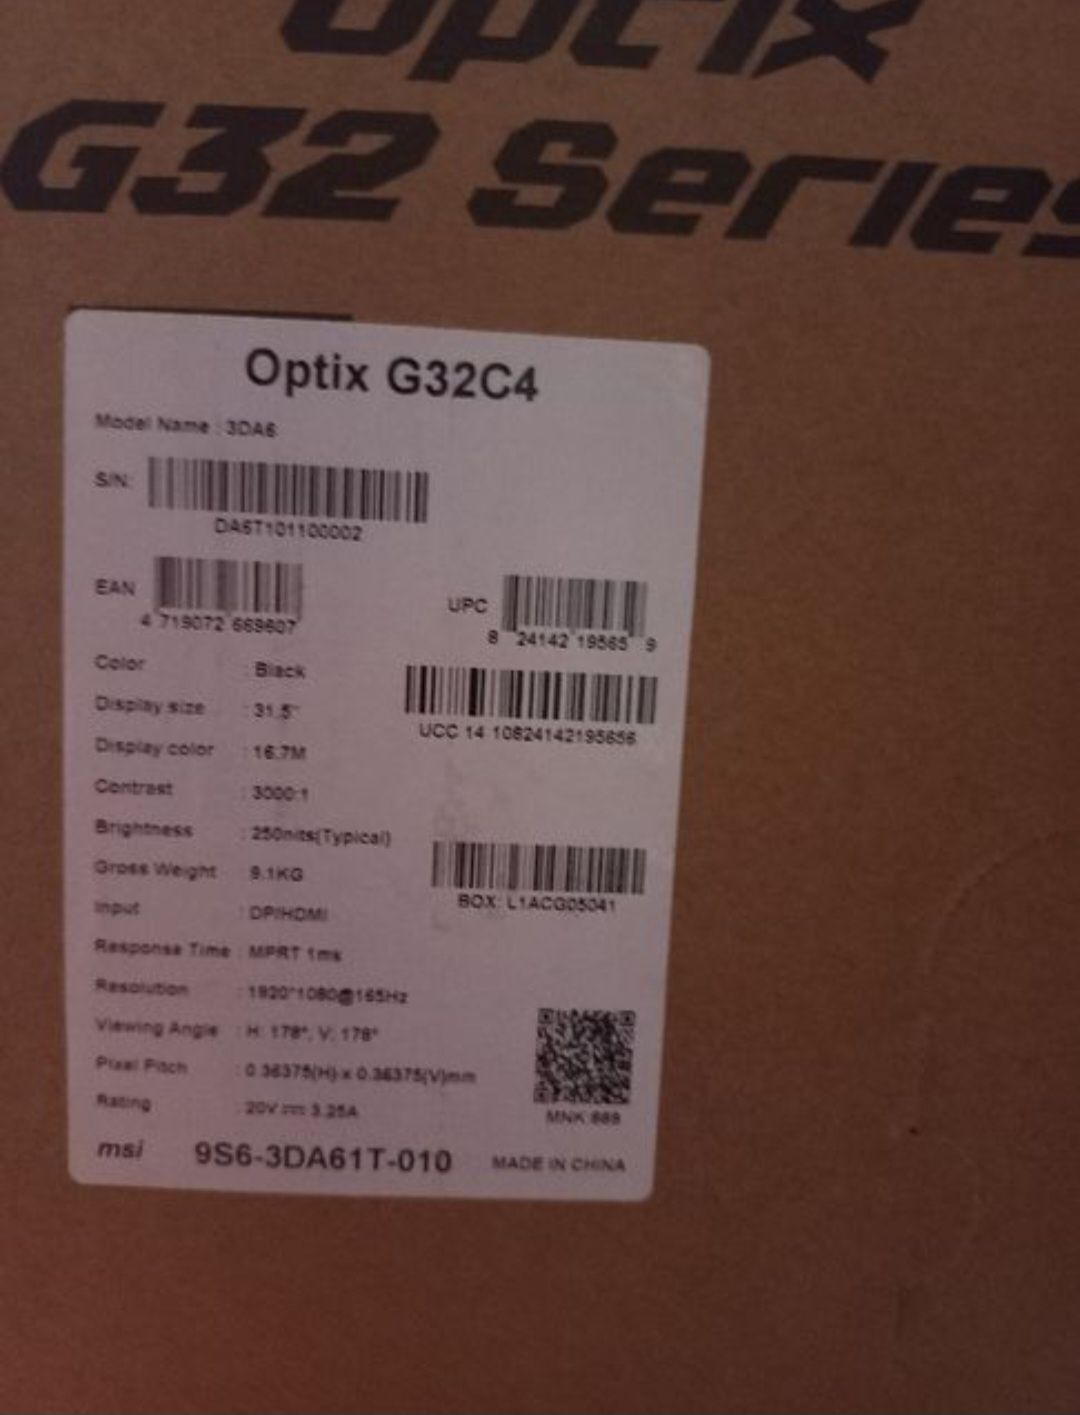 Optix
G32 Series
Optix G32C4
Model Name : 3DA6
S/N:
DA6T101100002
EAN
4 719072 669607
UPC
8 24142 19565 9
Color : Black
UCC 14 10824142195656
Display size : 31.5"
Display color : 16.7M
Contrast : 3000:1
Brightness : 250nits(Typical)
Gross Weight 9.1KG
BOX: L1ACG05041
Input : DP/HDMI
Response Time : MPRT 1ms
Resolution : 1920*1080@165Hz
Viewing Angle : H: 178°, V: 178°
Pixel Pitch : 0.36375(H) x 0.36375(V)mm
Rating : 20V ⎓ 3.25A
MNK
msi 9S6-3DA61T-010 MADE IN CHINA